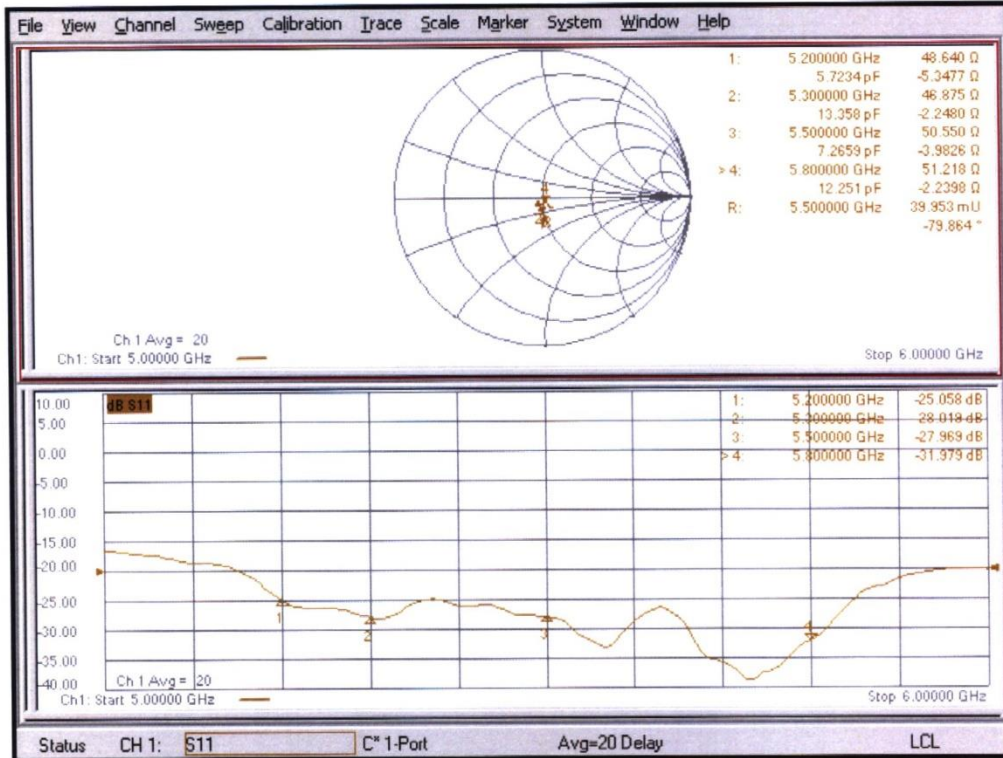 File View Channel Sweep Calibration Trace Scale Marker System Window Help
1: 5.200000 GHz 48.640 Ω
5.7234 pF -5.3477 Ω
2: 5.300000 GHz 46.875 Ω
13.358 pF -2.2480 Ω
3: 5.500000 GHz 50.550 Ω
7.2659 pF -3.9826 Ω
> 4: 5.800000 GHz 51.218 Ω
12.251 pF -2.2398 Ω
R: 5.500000 GHz 39.953 mU
-79.864 °
Ch 1 Avg = 20
Ch1: Start 5.00000 GHz Stop 6.00000 GHz
10.00 dB S11 1: 5.200000 GHz -25.058 dB
5.00 2: 5.300000 GHz -28.019 dB
3: 5.500000 GHz -27.969 dB
0.00 > 4: 5.800000 GHz -31.979 dB
-5.00
-10.00
-15.00
-20.00
-25.00
1
2 3 4
-30.00
-35.00
-40.00 Ch 1 Avg = 20
Ch1: Start 5.00000 GHz Stop 6.00000 GHz
Status CH 1: S11 C* 1-Port Avg=20 Delay LCL